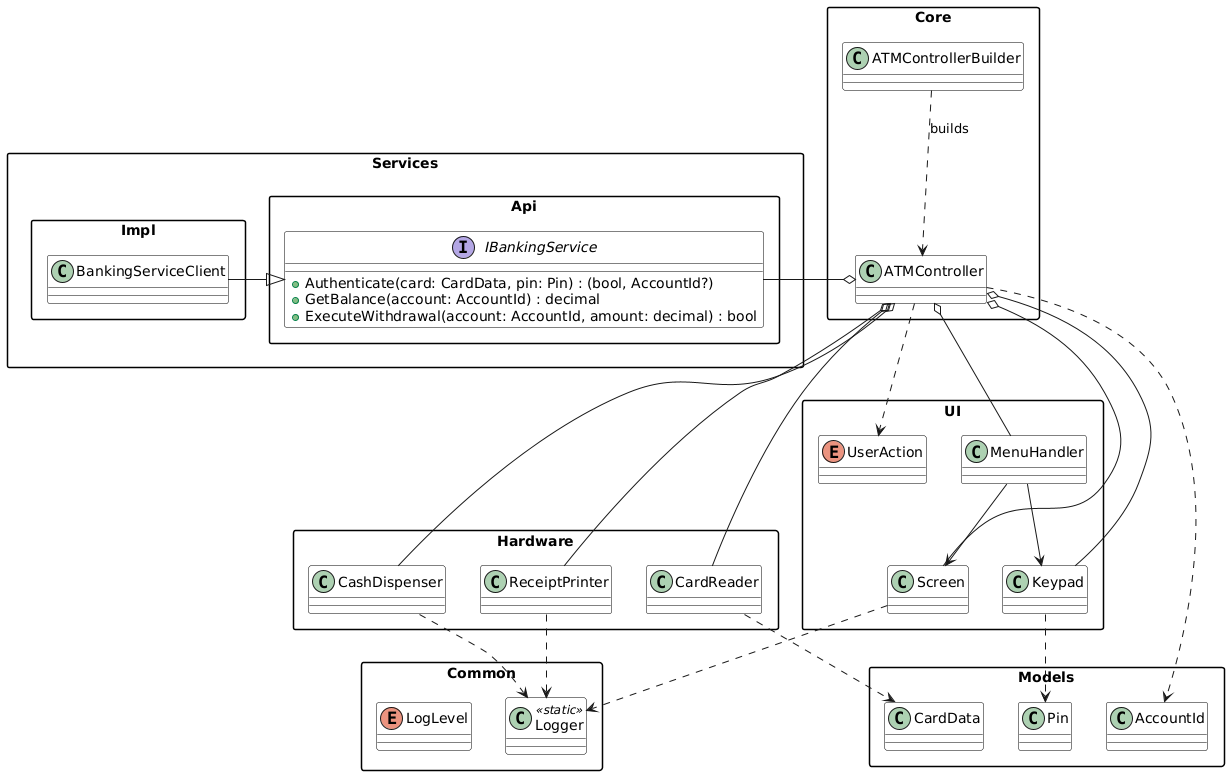 Core
C ATMControllerBuilder
builds
Services
Api
Impl
I IBankingService
C BankingServiceClient
C ATMController
Authenticate(card: CardData, pin: Pin) : (bool, AccountId?)
GetBalance(account: AccountId) : decimal
ExecuteWithdrawal(account: AccountId, amount: decimal) : bool
UI
E UserAction
C MenuHandler
Hardware
C CashDispenser
C ReceiptPrinter
C CardReader
C Screen
C Keypad
Common
Models
E LogLevel
C «static»
Logger
C CardData
C Pin
C AccountId